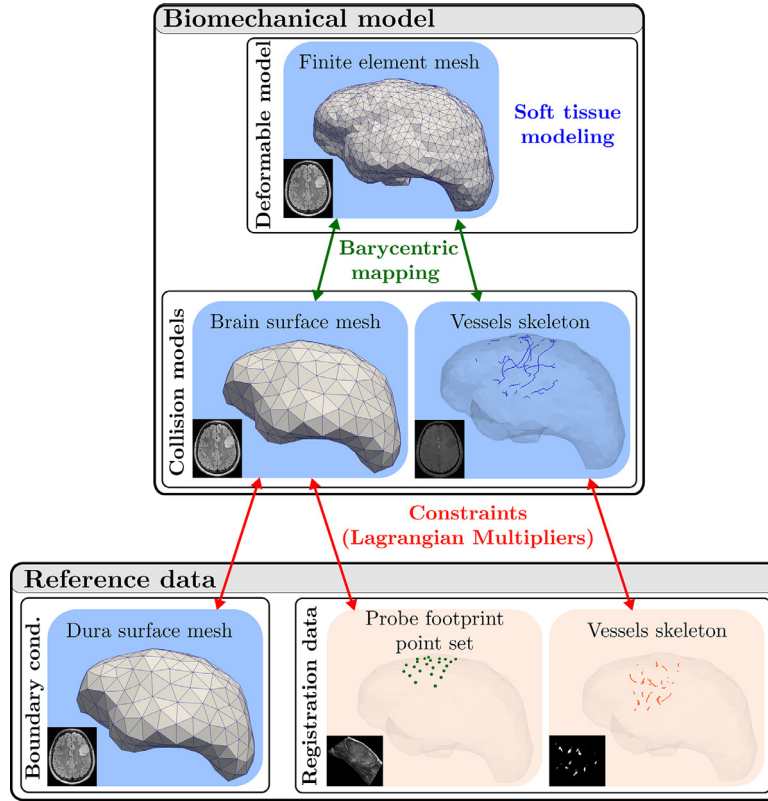 Biomechanical model
Deformable model
Finite element mesh
Soft tissue
modeling
Barycentric
mapping
Collision models
Brain surface mesh
Vessels skeleton
Constraints
(Lagrangian Multipliers)
Reference data
Boundary cond.
Dura surface mesh
Registration data
Probe footprint
point set
Vessels skeleton